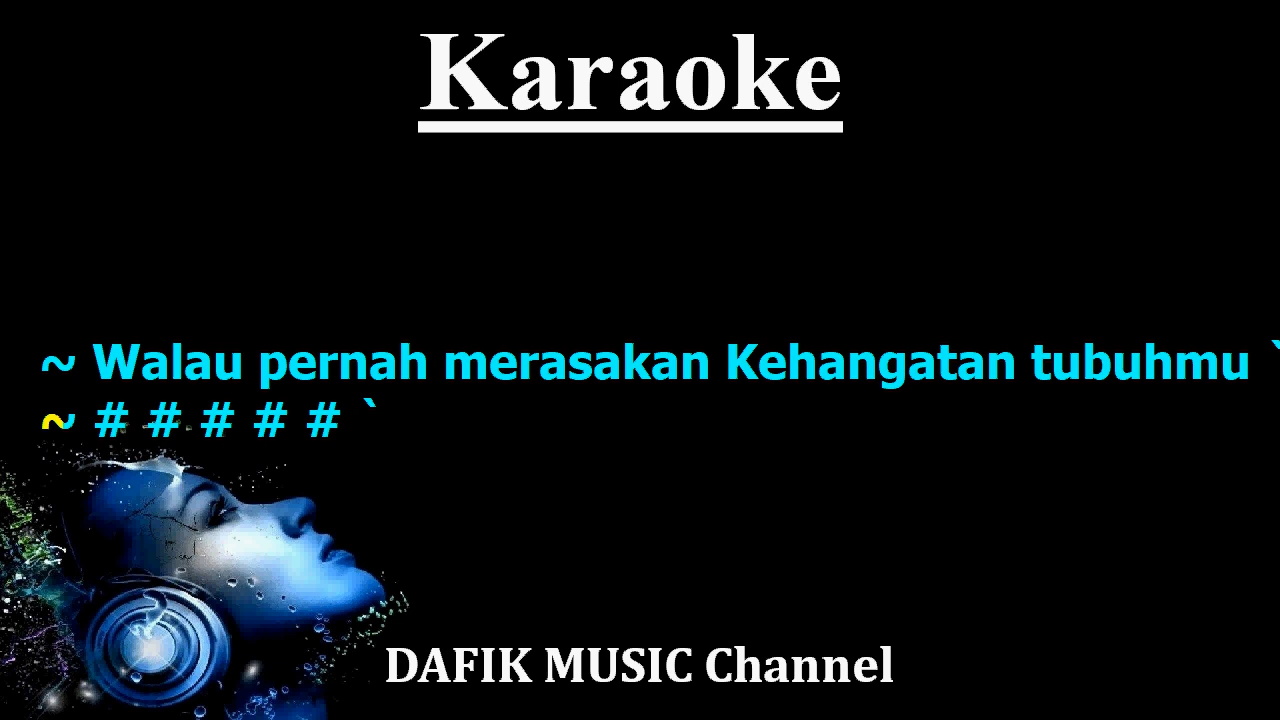 Karaoke
~ Walau pernah merasakan Kehangatan tubuhmu `
~ # # # # # `
DAFIK MUSIC Channel